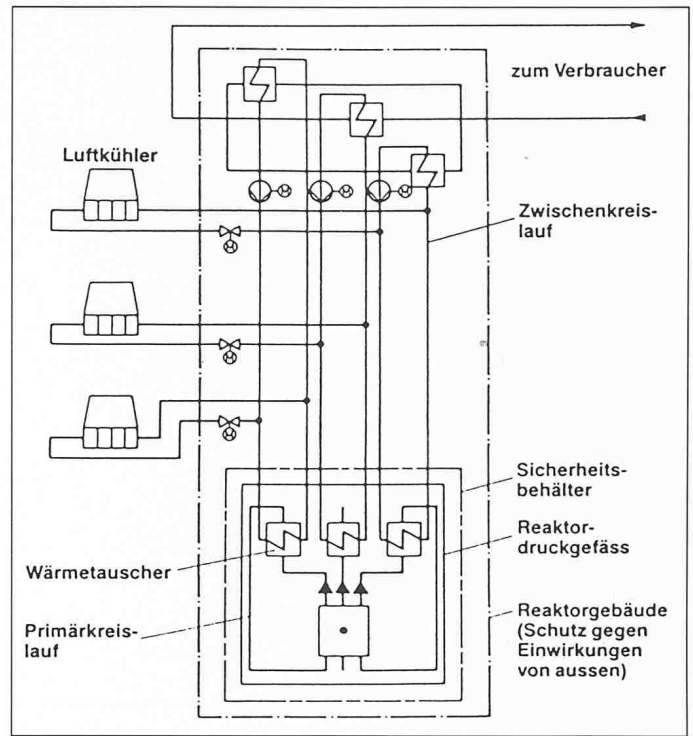 zum Verbraucher
Luftkühler
Zwischenkreis-
lauf
Sicherheits-
behälter
Reaktor-
druckgefäss
Wärmetauscher
Reaktorgebäude
(Schutz gegen
Einwirkungen
von aussen)
Primärkreis-
lauf